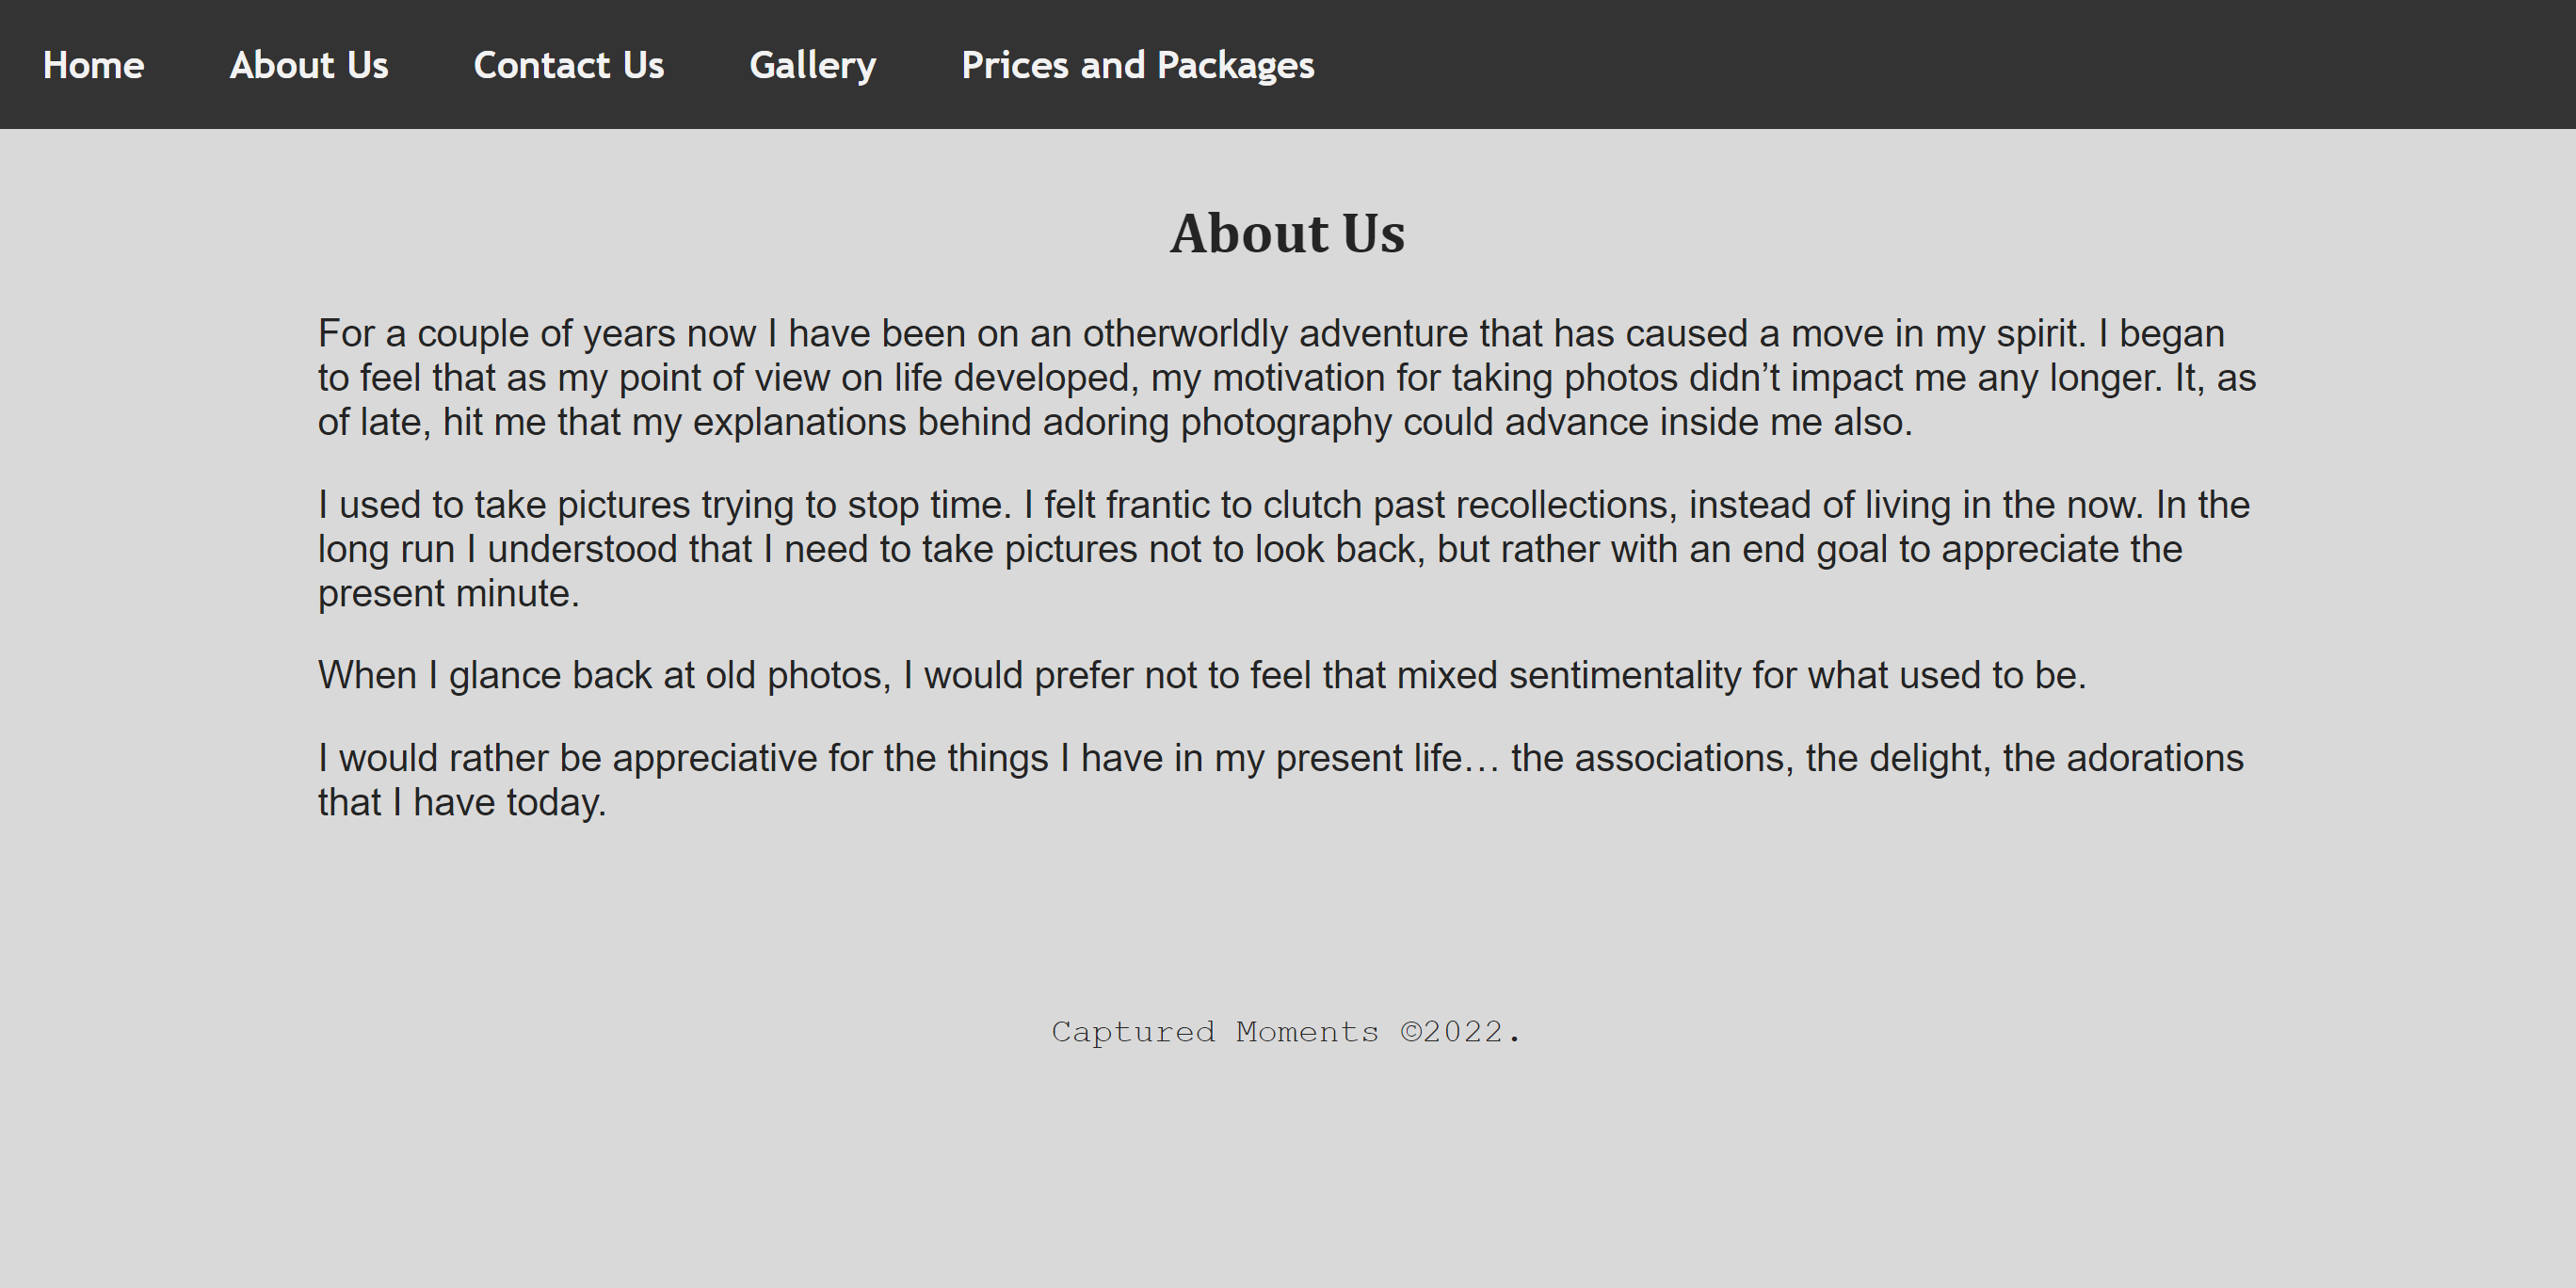 Home About Us Contact Us Gallery Prices and Packages
About Us
For a couple of years now I have been on an otherworldly adventure that has caused a move in my spirit. I began
to feel that as my point of view on life developed, my motivation for taking photos didn’t impact me any longer. It, as
of late, hit me that my explanations behind adoring photography could advance inside me also.
I used to take pictures trying to stop time. I felt frantic to clutch past recollections, instead of living in the now. In the
long run I understood that I need to take pictures not to look back, but rather with an end goal to appreciate the
present minute.
When I glance back at old photos, I would prefer not to feel that mixed sentimentality for what used to be.
I would rather be appreciative for the things I have in my present life… the associations, the delight, the adorations
that I have today.
Captured Moments ©2022.